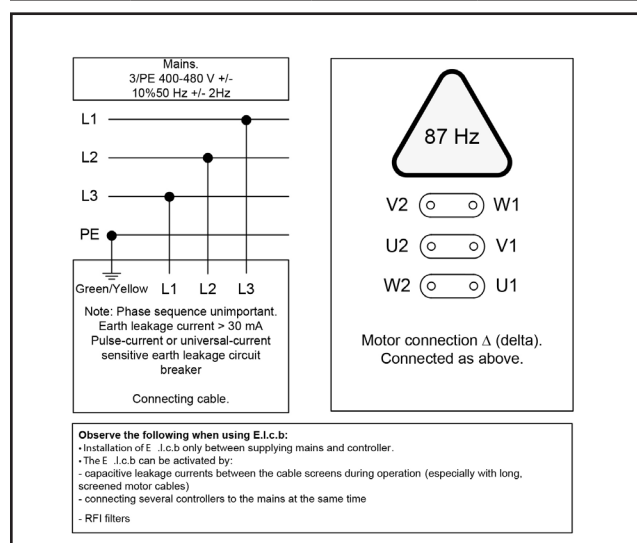 Mains.
3/PE 400-480 V +/-
10%50 Hz +/- 2Hz
L1
L2
L3
PE
Green/Yellow L1 L2 L3
Note: Phase sequence unimportant.
Earth leakage current > 30 mA
Pulse-current or universal-current
sensitive earth leakage circuit
breaker
Connecting cable.
87 Hz
V2 W1
U2 V1
W2 U1
Motor connection Δ (delta).
Connected as above.
Observe the following when using E.l.c.b:
• Installation of E .l.c.b only between supplying mains and controller.
• The E .l.c.b can be activated by:
- capacitive leakage currents between the cable screens during operation (especially with long,
screened motor cables)
- connecting several controllers to the mains at the same time
- RFI filters